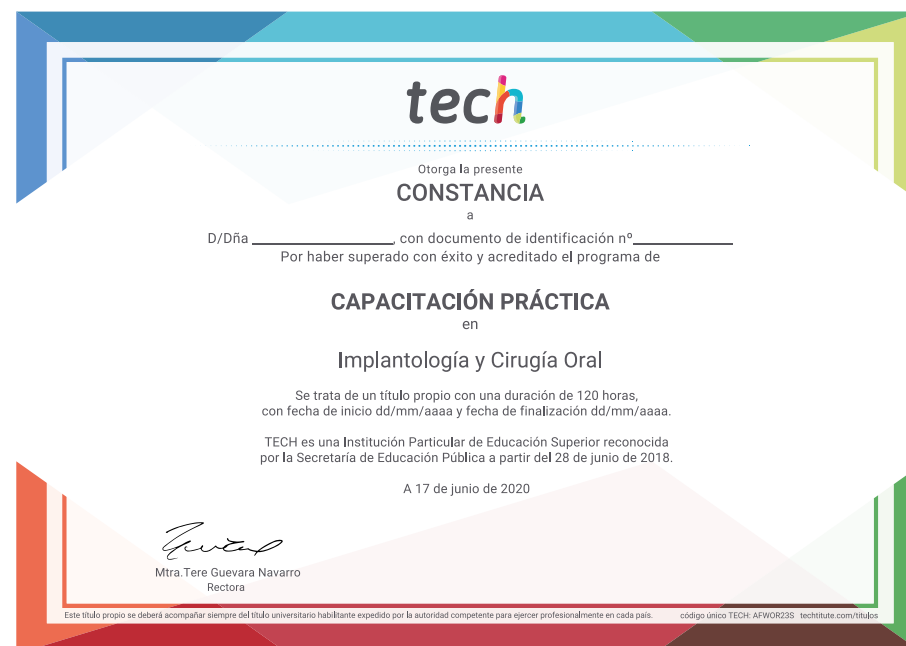 tech
Otorga la presente
CONSTANCIA
a
D/Dña ______________________, con documento de identificación nº_______________
Por haber superado con éxito y acreditado el programa de
CAPACITACIÓN PRÁCTICA
en
Implantología y Cirugía Oral
Se trata de un título propio con una duración de 120 horas,
con fecha de inicio dd/mm/aaaa y fecha de finalización dd/mm/aaaa.
TECH es una Institución Particular de Educación Superior reconocida
por la Secretaría de Educación Pública a partir del 28 de junio de 2018.
A 17 de junio de 2020
Mtra.Tere Guevara Navarro
Rectora
Este título propio se deberá acompañar siempre del título universitario habilitante expedido por la autoridad competente para ejercer profesionalmente en cada país. código único TECH: AFWOR23S techtitute.com/titulos